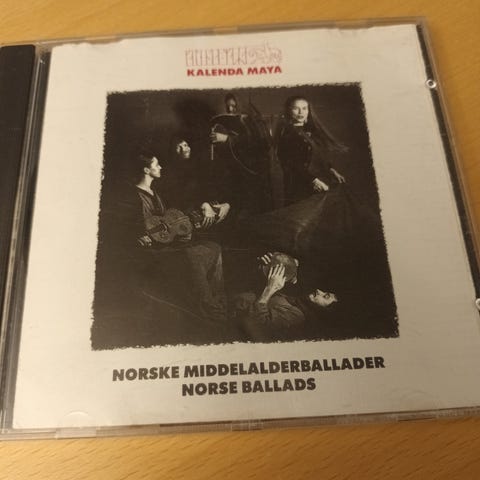 KALENDA MAYA
NORSKE MIDDELALDERBALLADER
NORSE BALLADS